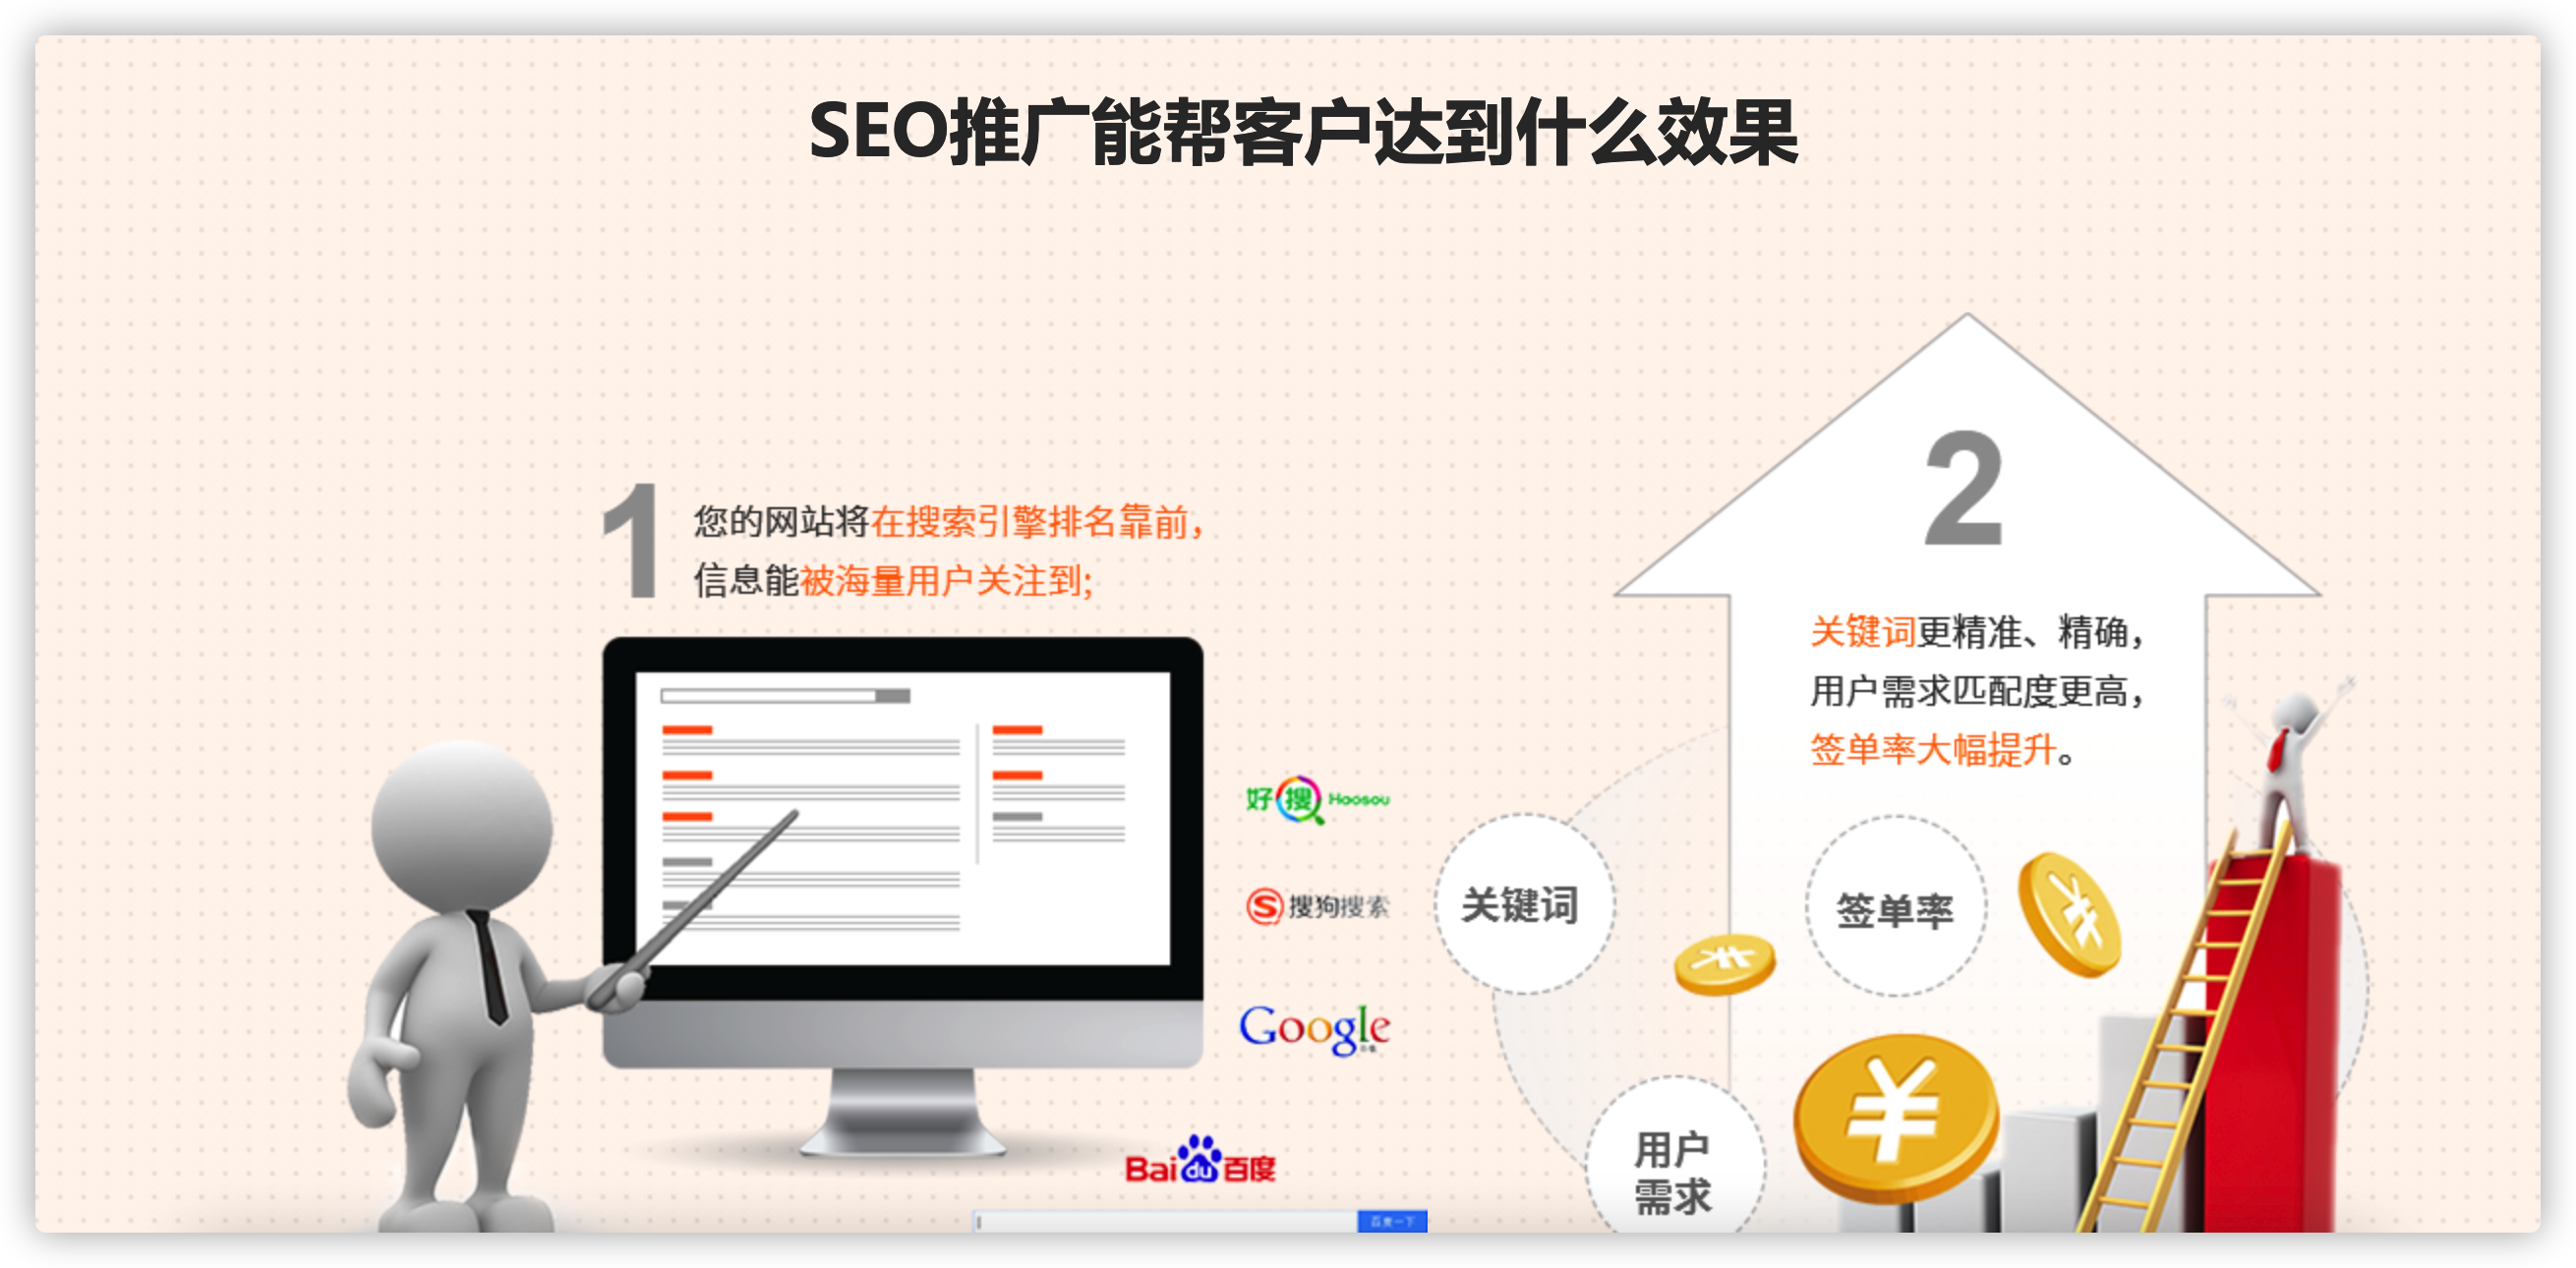 SEO推广能帮客户达到什么效果
1
您的网站将在搜索引擎排名靠前，
信息能被海量用户关注到;
好搜 Haosou
搜狗搜索
Google
Bai du 百度
百度一下
2
关键词更精准、精确，
用户需求匹配度更高，
签单率大幅提升。
关键词
签单率
用户
需求
¥
¥
¥